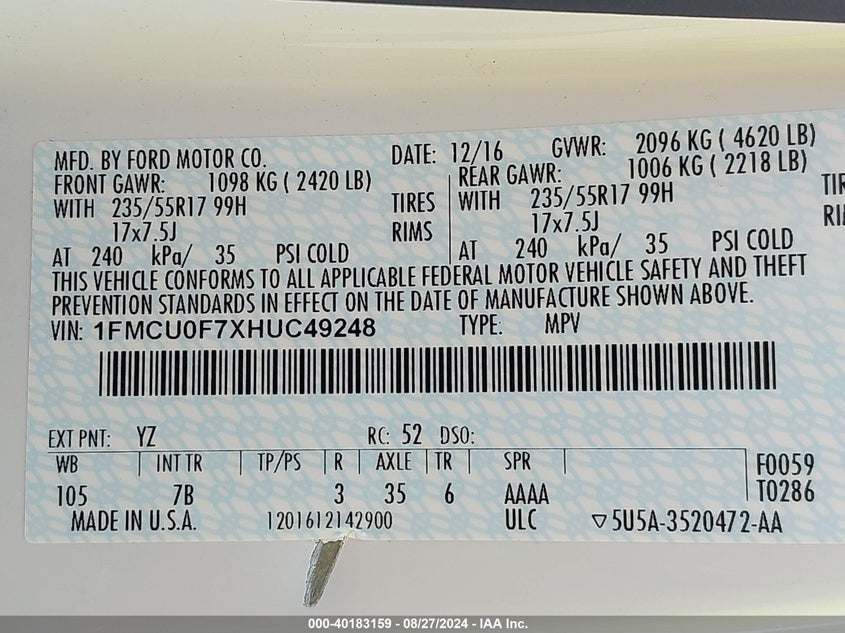 MFD. BY FORD MOTOR CO. DATE: 12/16 GVWR: 2096 KG ( 4620 LB)
FRONT GAWR: 1098 KG ( 2420 LB) REAR GAWR: 1006 KG ( 2218 LB)
WITH 235/55R17 99H TIRES WITH 235/55R17 99H TIR
17x7.5J RIMS 17x7.5J RI
AT 240 kPa/ 35 PSI COLD AT 240 kPa/ 35 PSI COLD
THIS VEHICLE CONFORMS TO ALL APPLICABLE FEDERAL MOTOR VEHICLE SAFETY AND THEFT
PREVENTION STANDARDS IN EFFECT ON THE DATE OF MANUFACTURE SHOWN ABOVE.
VIN: 1FMCU0F7XHUC49248 TYPE: MPV
EXT PNT: YZ RC: 52 DSO:
WB INT TR TP/PS R AXLE TR SPR F0059
105 7B 3 35 6 AAAA T0286
MADE IN U.S.A. 1201612142900 ULC ▽5U5A-3520472-AA
000-40183159 - 08/27/2024 - IAA Inc.